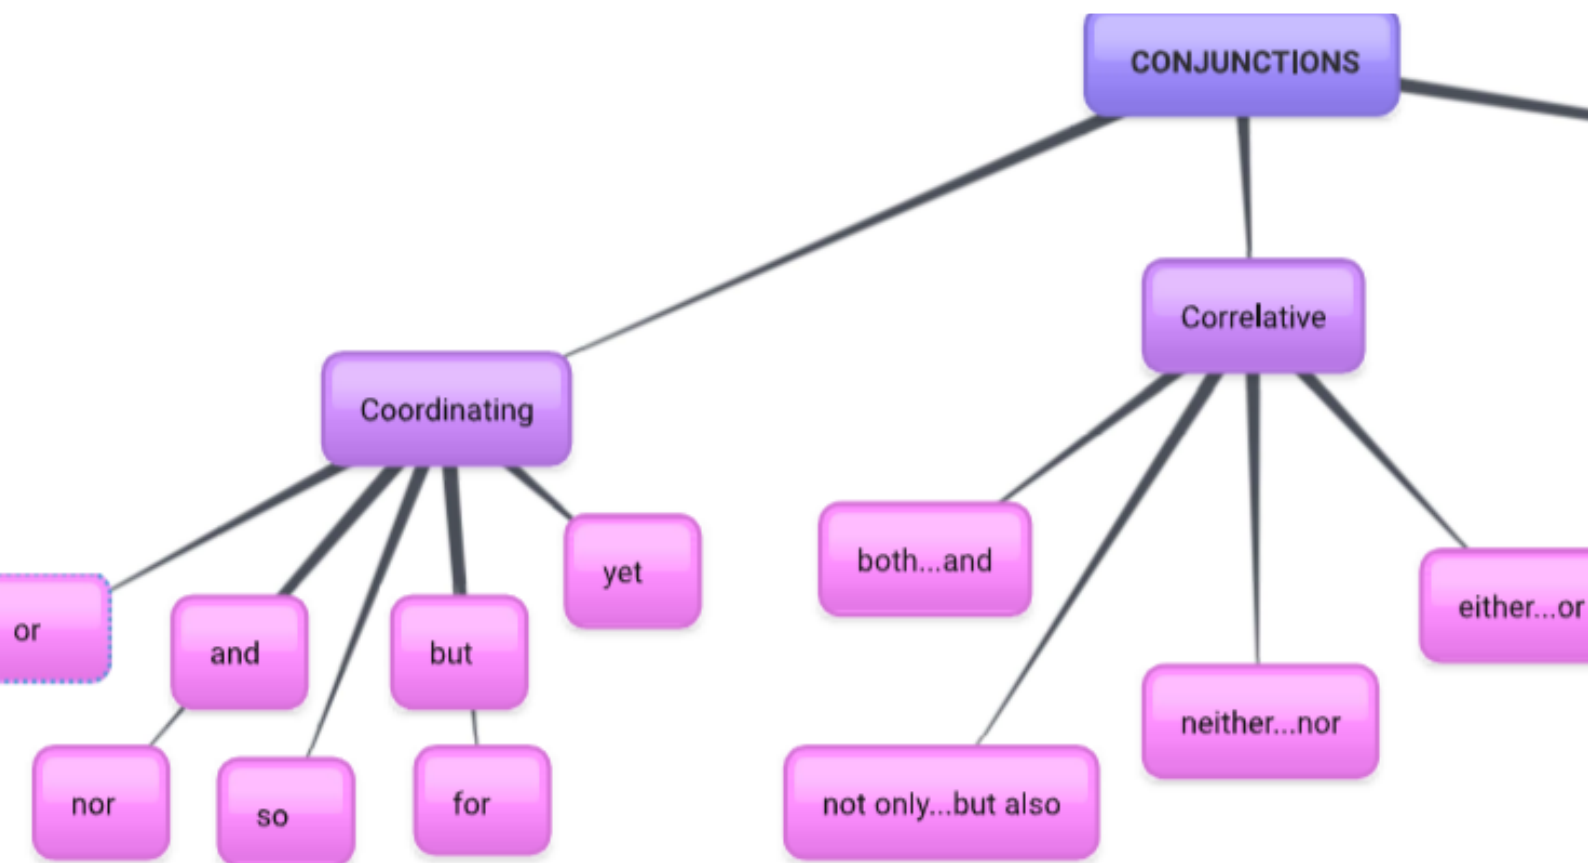 CONJUNCTIONS
Coordinating
Correlative
or
and
but
yet
nor
so
for
both...and
not only...but also
neither...nor
either...or